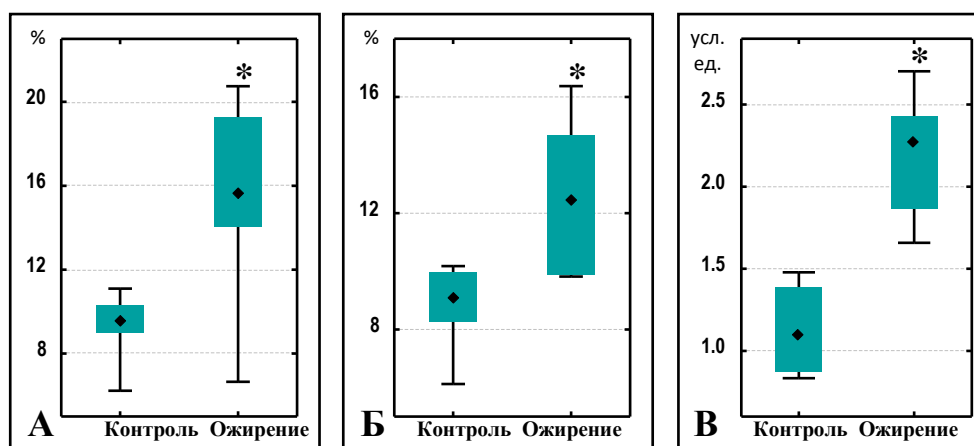 %
*
20
16
12
8
А
Контроль
Ожирение
%
*
16
12
8
Б
Контроль
Ожирение
усл.
ед.
*
2.5
2.0
1.5
1.0
В
Контроль
Ожирение